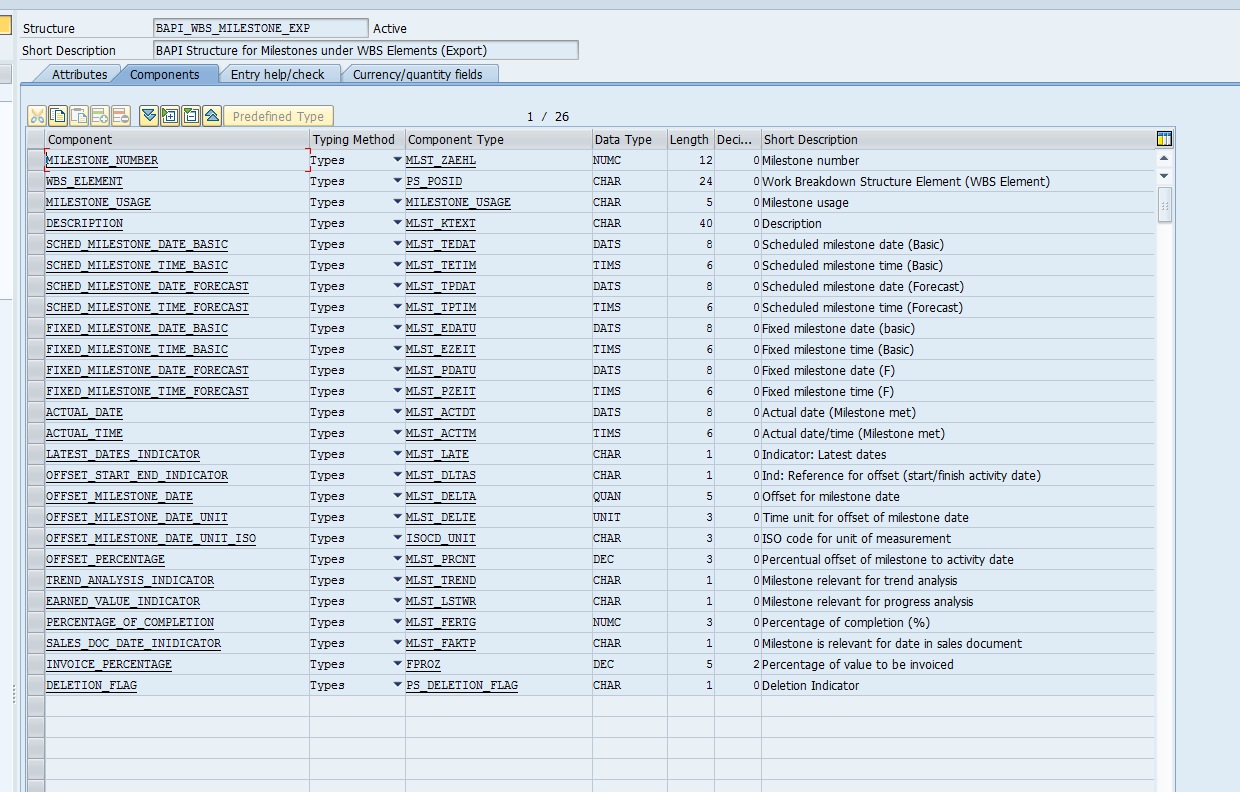 Structure BAPI_WBS_MILESTONE_EXP Active
Short Description BAPI Structure for Milestones under WBS Elements (Export)
Attributes Components Entry help/check Currency/quantity fields
Predefined Type 1 / 26
Component Typing Method Component Type Data Type Length Deci... Short Description
MILESTONE_NUMBER Types MLST_ZAEHL NUMC 12 0 Milestone number
WBS_ELEMENT Types PS_POSID CHAR 24 0 Work Breakdown Structure Element (WBS Element)
MILESTONE_USAGE Types MILESTONE_USAGE CHAR 5 0 Milestone usage
DESCRIPTION Types MLST_KTEXT CHAR 40 0 Description
SCHED_MILESTONE_DATE_BASIC Types MLST_TEDAT DATS 8 0 Scheduled milestone date (Basic)
SCHED_MILESTONE_TIME_BASIC Types MLST_TETIM TIMS 6 0 Scheduled milestone time (Basic)
SCHED_MILESTONE_DATE_FORECAST Types MLST_TPDAT DATS 8 0 Scheduled milestone date (Forecast)
SCHED_MILESTONE_TIME_FORECAST Types MLST_TPTIM TIMS 6 0 Scheduled milestone time (Forecast)
FIXED_MILESTONE_DATE_BASIC Types MLST_EDATU DATS 8 0 Fixed milestone date (basic)
FIXED_MILESTONE_TIME_BASIC Types MLST_EZEIT TIMS 6 0 Fixed milestone time (Basic)
FIXED_MILESTONE_DATE_FORECAST Types MLST_PDATU DATS 8 0 Fixed milestone date (F)
FIXED_MILESTONE_TIME_FORECAST Types MLST_PZEIT TIMS 6 0 Fixed milestone time (F)
ACTUAL_DATE Types MLST_ACTDT DATS 8 0 Actual date (Milestone met)
ACTUAL_TIME Types MLST_ACTTM TIMS 6 0 Actual date/time (Milestone met)
LATEST_DATES_INDICATOR Types MLST_LATE CHAR 1 0 Indicator: Latest dates
OFFSET_START_END_INDICATOR Types MLST_DLTAS CHAR 1 0 Ind: Reference for offset (start/finish activity date)
OFFSET_MILESTONE_DATE Types MLST_DELTA QUAN 5 0 Offset for milestone date
OFFSET_MILESTONE_DATE_UNIT Types MLST_DELTE UNIT 3 0 Time unit for offset of milestone date
OFFSET_MILESTONE_DATE_UNIT_ISO Types ISOCD_UNIT CHAR 3 0 ISO code for unit of measurement
OFFSET_PERCENTAGE Types MLST_PRCNT DEC 3 0 Percentual offset of milestone to activity date
TREND_ANALYSIS_INDICATOR Types MLST_TREND CHAR 1 0 Milestone relevant for trend analysis
EARNED_VALUE_INDICATOR Types MLST_LSTWR CHAR 1 0 Milestone relevant for progress analysis
PERCENTAGE_OF_COMPLETION Types MLST_FERTG NUMC 3 0 Percentage of completion (%)
SALES_DOC_DATE_INIDICATOR Types MLST_FAKTP CHAR 1 0 Milestone is relevant for date in sales document
INVOICE_PERCENTAGE Types FPROZ DEC 5 2 Percentage of value to be invoiced
DELETION_FLAG Types PS_DELETION_FLAG CHAR 1 0 Deletion Indicator